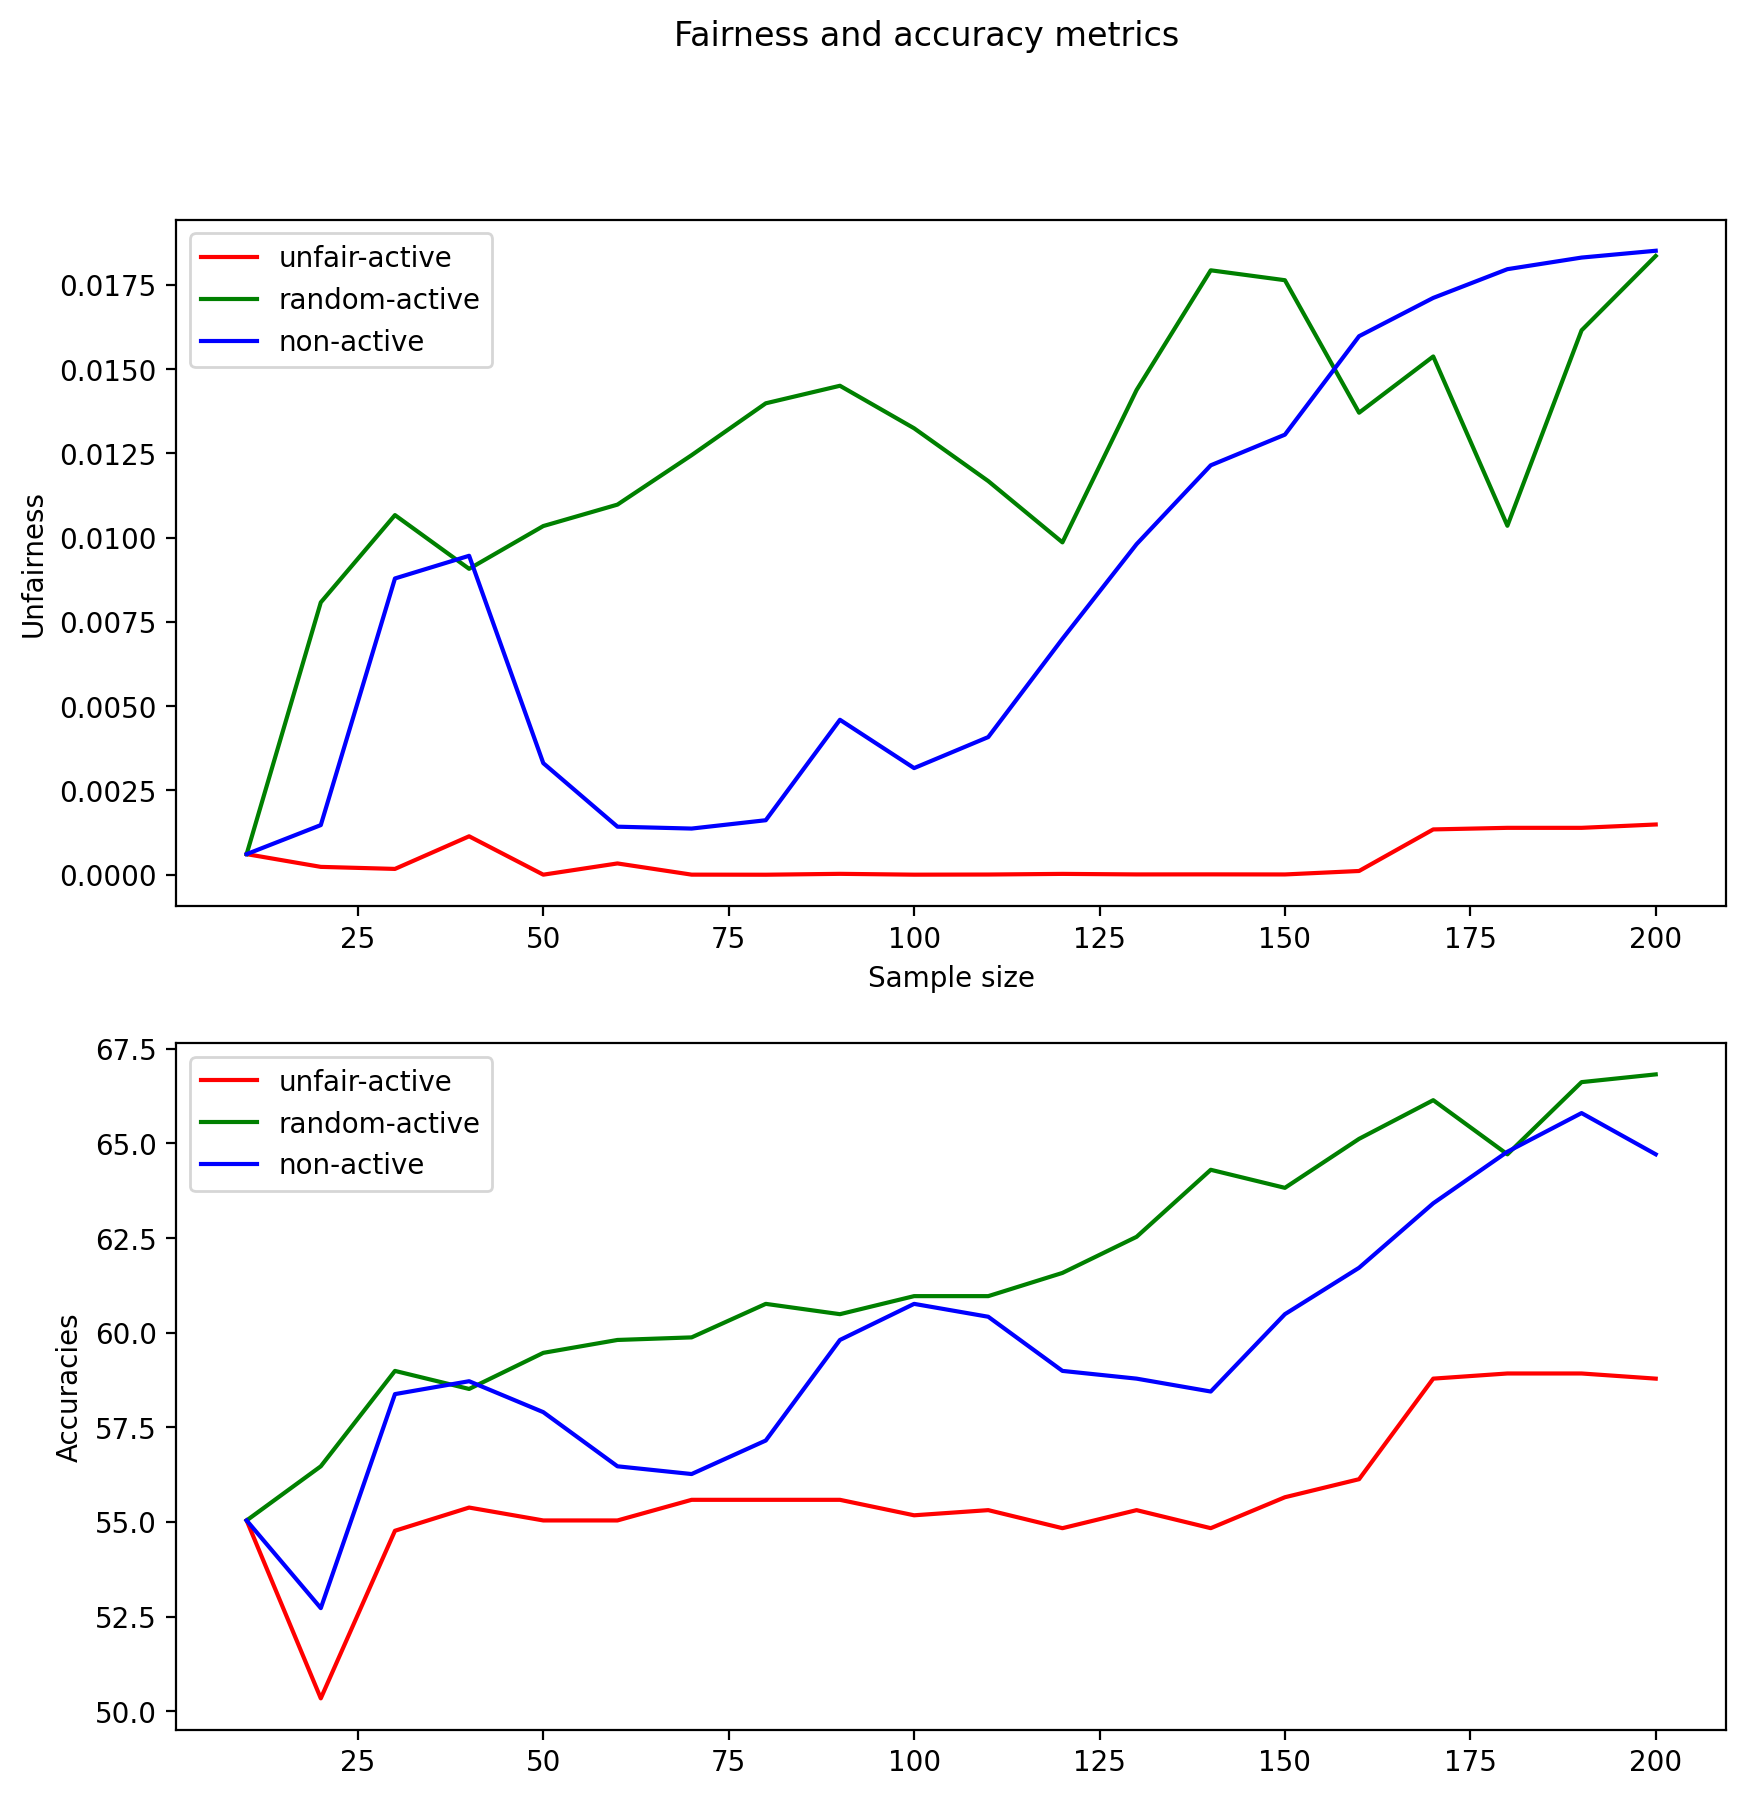 Fairness and accuracy metrics
unfair-active
random-active
non-active
0.0175
0.0150
0.0125
0.0100
0.0075
0.0050
0.0025
0.0000
Unfairness
25 50 75 100 125 150 175 200
Sample size
unfair-active
random-active
non-active
67.5
65.0
62.5
60.0
57.5
55.0
52.5
50.0
Accuracies
25 50 75 100 125 150 175 200